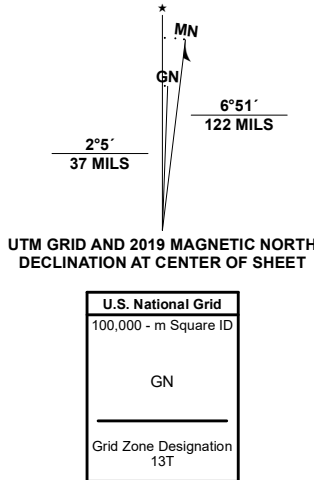 ★
MN
GN
6°51´
122 MILS
2°5´
37 MILS
UTM GRID AND 2019 MAGNETIC NORTH
DECLINATION AT CENTER OF SHEET
U.S. National Grid
100,000 - m Square ID
GN
Grid Zone Designation
13T